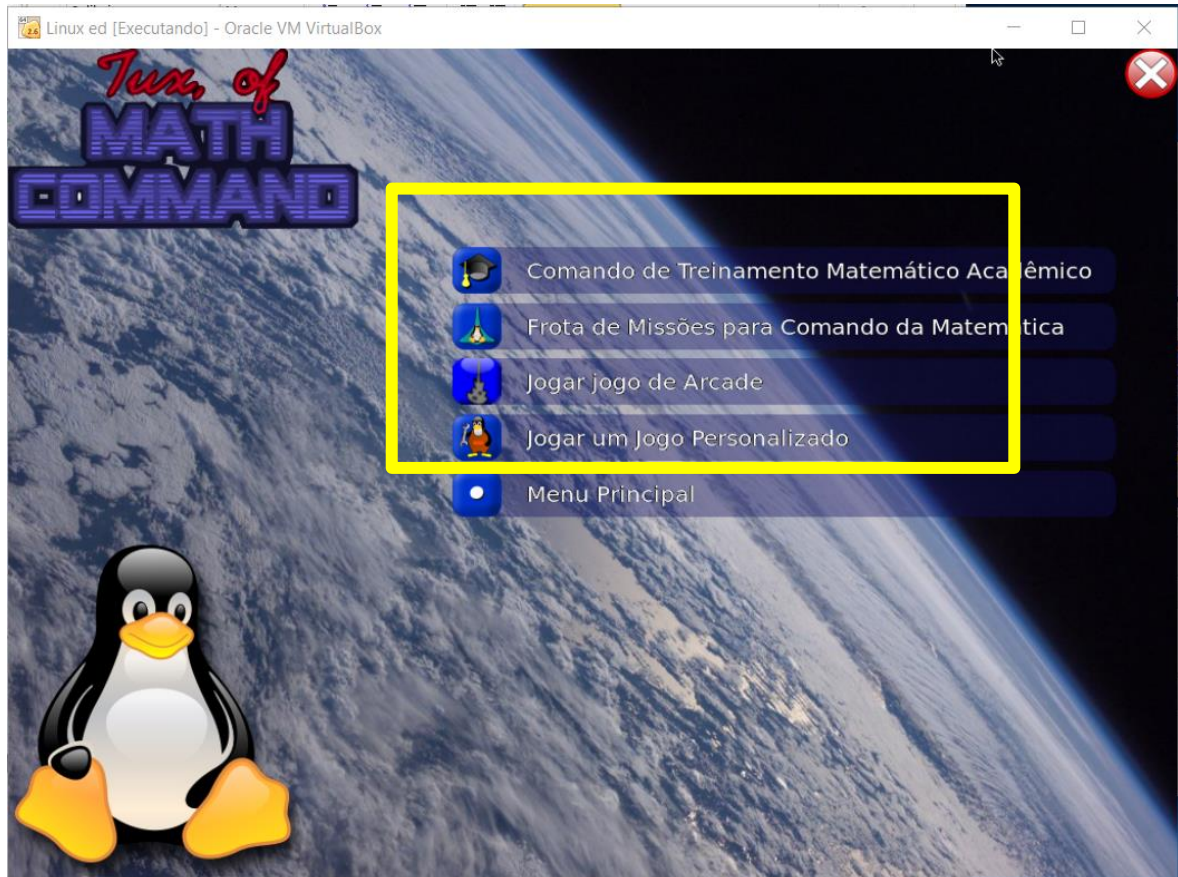 Linux ed [Executando] - Oracle VM VirtualBox
Tux, of
MATH
COMMAND
Comando de Treinamento Matemático Acadêmico
Frota de Missões para Comando da Matemática
Jogar jogo de Arcade
Jogar um Jogo Personalizado
Menu Principal